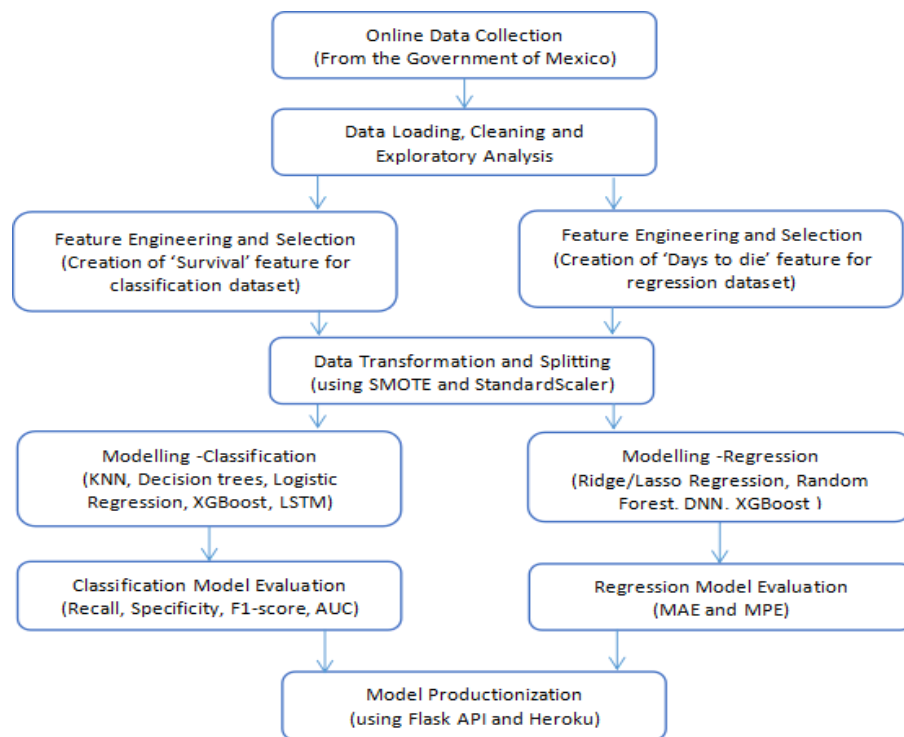 Online Data Collection
(From the Government of Mexico)
Data Loading, Cleaning and
Exploratory Analysis
Feature Engineering and Selection
(Creation of ‘Survival’ feature for
classification dataset)
Feature Engineering and Selection
(Creation of ‘Days to die’ feature for
regression dataset)
Data Transformation and Splitting
(using SMOTE and StandardScaler)
Modelling -Classification
(KNN, Decision trees, Logistic
Regression, XGBoost, LSTM)
Modelling -Regression
(Ridge/Lasso Regression, Random
Forest, DNN, XGBoost )
Classification Model Evaluation
(Recall, Specificity, F1-score, AUC)
Regression Model Evaluation
(MAE and MPE)
Model Productionization
(using Flask API and Heroku)